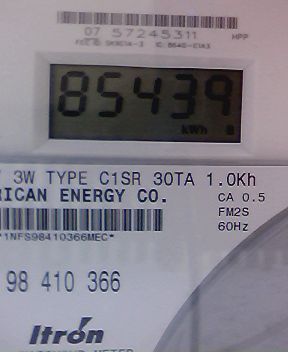 07 57245311 HPP
85439
kWh
3W TYPE C1SR 30TA 1.0Kh
RICAN ENERGY CO. CA 0.5
FM2S
60Hz
*1NFS98410366MEC*
98 410 366
Itron